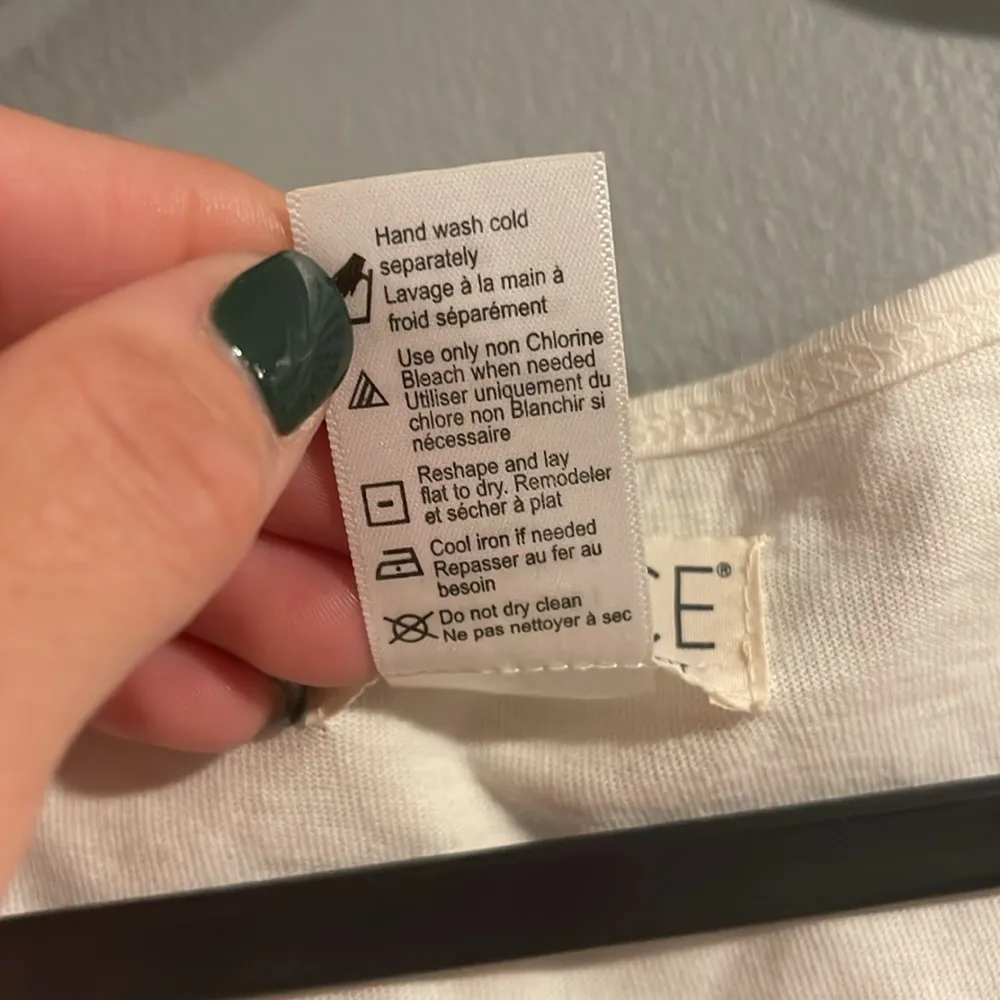 Hand wash cold
separately
Lavage à la main à
froid séparément
Use only non Chlorine
Bleach when needed
Utiliser uniquement du
chlore non Blanchir si
nécessaire
Reshape and lay
flat to dry. Remodeler
et sécher à plat
Cool iron if needed
Repasser au fer au
besoin
Do not dry clean
Ne pas nettoyer à sec